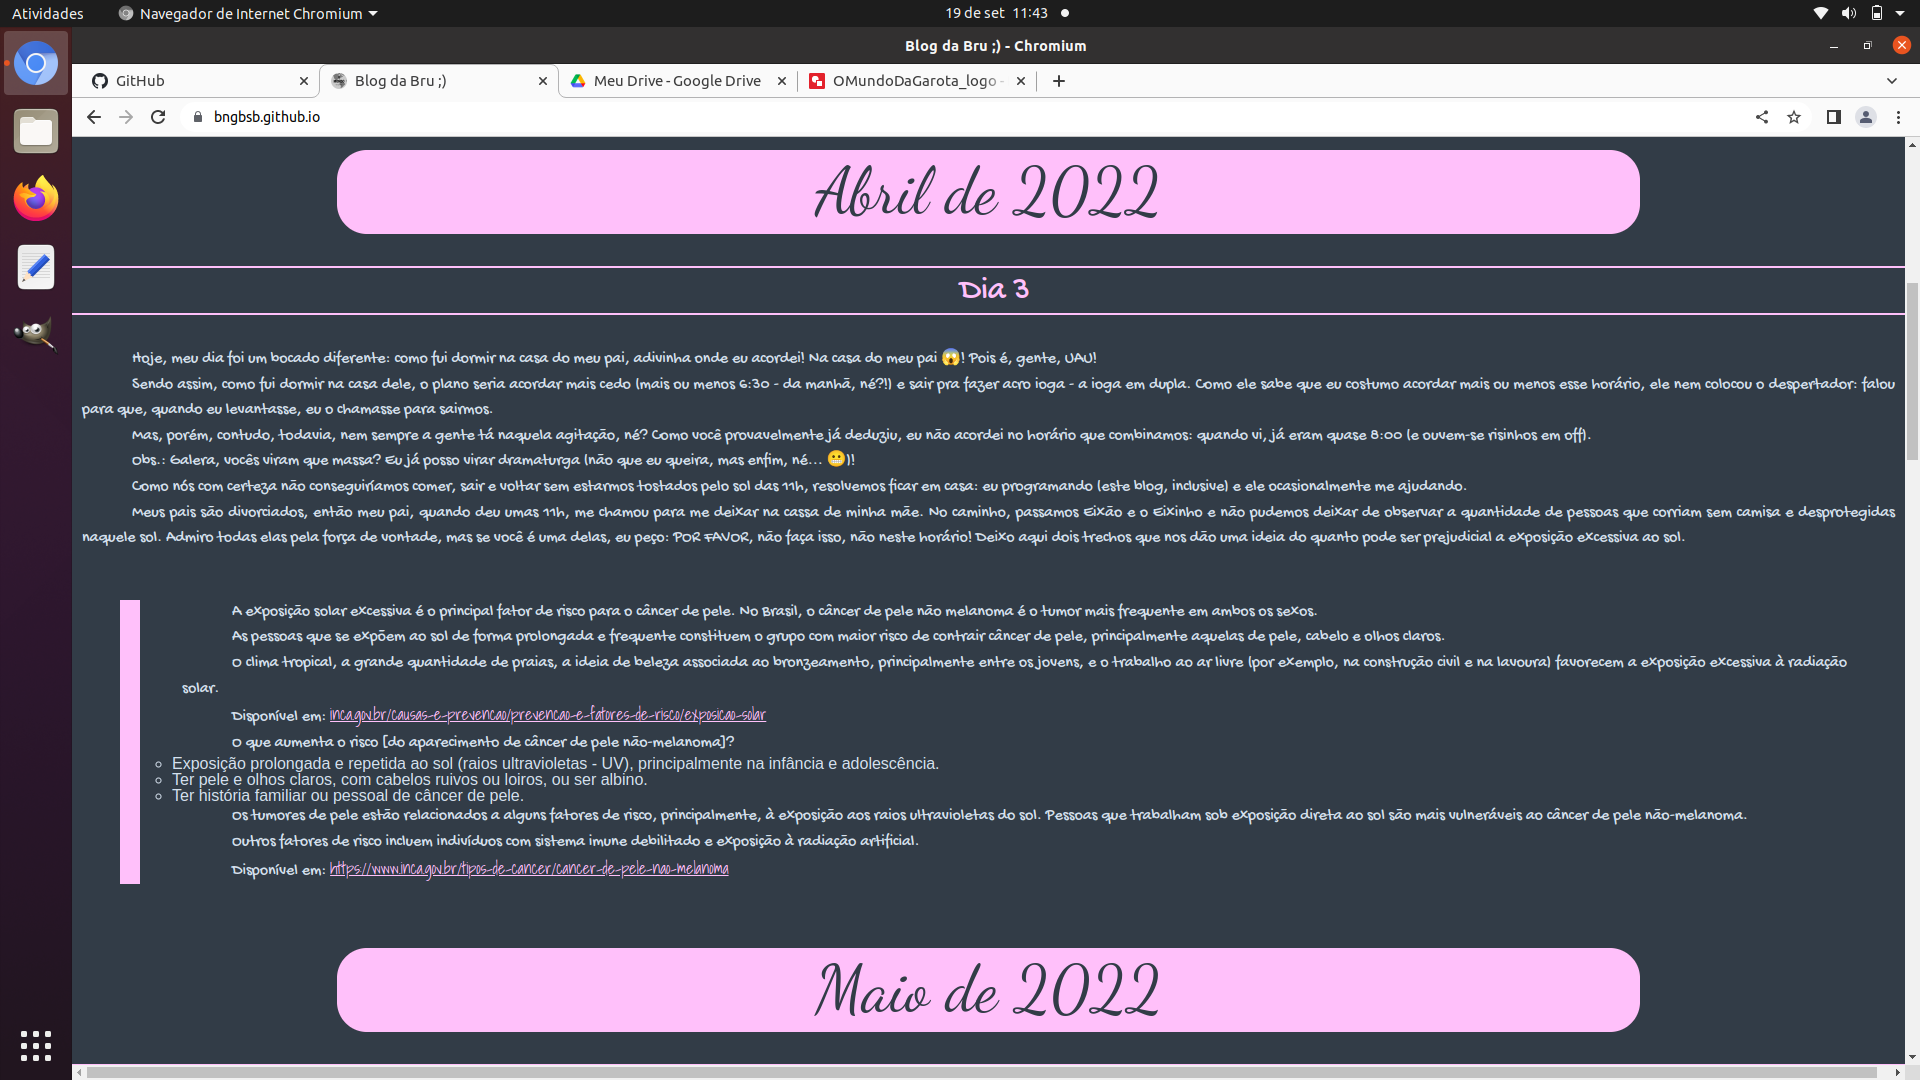 Atividades
Navegador de Internet Chromium
19 de set 11:43
Blog da Bru ;) - Chromium
GitHub
Blog da Bru ;)
Meu Drive - Google Drive
OMundoDaGarota_logo -
bngbsb.github.io
Abril de 2022
Dia 3
Hoje, meu dia foi um bocado diferente: como fui dormir na casa do meu pai, adivinha onde eu acordei! Na casa do meu pai 😱! Pois é, gente, UAU!
Sendo assim, como fui dormir na casa dele, o plano seria acordar mais cedo (mais ou menos 6:30 - da manhã, né?!) e sair pra fazer acro ioga - a ioga em dupla. Como ele sabe que eu costumo acordar mais ou menos esse horário, ele nem colocou o despertador: falou
para que, quando eu levantasse, eu o chamasse para sairmos.
Mas, porém, contudo, todavia, nem sempre a gente tá naquela agitação, né? Como você provavelmente já deduziu, eu não acordei no horário que combinamos: quando vi, já eram quase 8:00 (e ouvem-se risinhos em off).
Obs.: Galera, vocês viram que massa? Eu já posso virar dramaturga (não que eu queira, mas enfim, né... 😬)!
Como nós com certeza não conseguiríamos comer, sair e voltar sem estarmos tostados pelo sol das 11h, resolvemos ficar em casa: eu programando (este blog, inclusive) e ele ocasionalmente me ajudando.
Meus pais são divorciados, então meu pai, quando deu umas 11h, me chamou para me deixar na cassa de minha mãe. No caminho, passamos Eixão e o Eixinho e não pudemos deixar de observar a quantidade de pessoas que corriam sem camisa e desprotegidas
naquele sol. Admiro todas elas pela força de vontade, mas se você é uma delas, eu peço: POR FAVOR, não faça isso, não neste horário! Deixo aqui dois trechos que nos dão uma ideia do quanto pode ser prejudicial a exposição excessiva ao sol.
A exposição solar excessiva é o principal fator de risco para o câncer de pele. No Brasil, o câncer de pele não melanoma é o tumor mais frequente em ambos os sexos.
As pessoas que se expõem ao sol de forma prolongada e frequente constituem o grupo com maior risco de contrair câncer de pele, principalmente aquelas de pele, cabelo e olhos claros.
O clima tropical, a grande quantidade de praias, a ideia de beleza associada ao bronzeamento, principalmente entre os jovens, e o trabalho ao ar livre (por exemplo, na construção civil e na lavoura) favorecem a exposição excessiva à radiação
solar.
Disponível em: inca.gov.br/causas-e-prevencao/prevencao-e-fatores-de-risco/exposicao-solar
O que aumenta o risco [do aparecimento de câncer de pele não-melanoma]?
Exposição prolongada e repetida ao sol (raios ultravioletas - UV), principalmente na infância e adolescência.
Ter pele e olhos claros, com cabelos ruivos ou loiros, ou ser albino.
Ter história familiar ou pessoal de câncer de pele.
Os tumores de pele estão relacionados a alguns fatores de risco, principalmente, à exposição aos raios ultravioletas do sol. Pessoas que trabalham sob exposição direta ao sol são mais vulneráveis ao câncer de pele não-melanoma.
Outros fatores de risco incluem indivíduos com sistema imune debilitado e exposição à radiação artificial.
Disponível em: https://www.inca.gov.br/tipos-de-cancer/cancer-de-pele-nao-melanoma
Maio de 2022